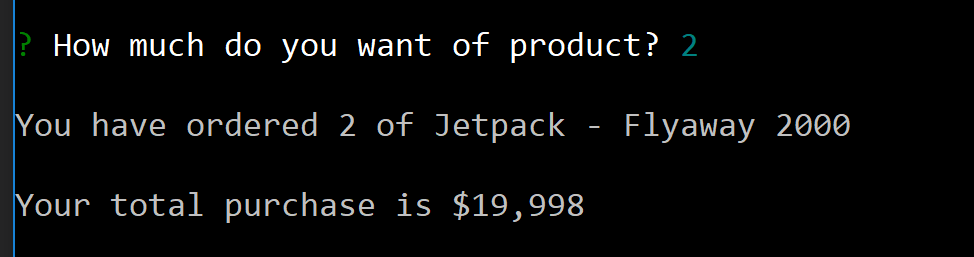 ? How much do you want of product? 2
You have ordered 2 of Jetpack - Flyaway 2000
Your total purchase is $19,998